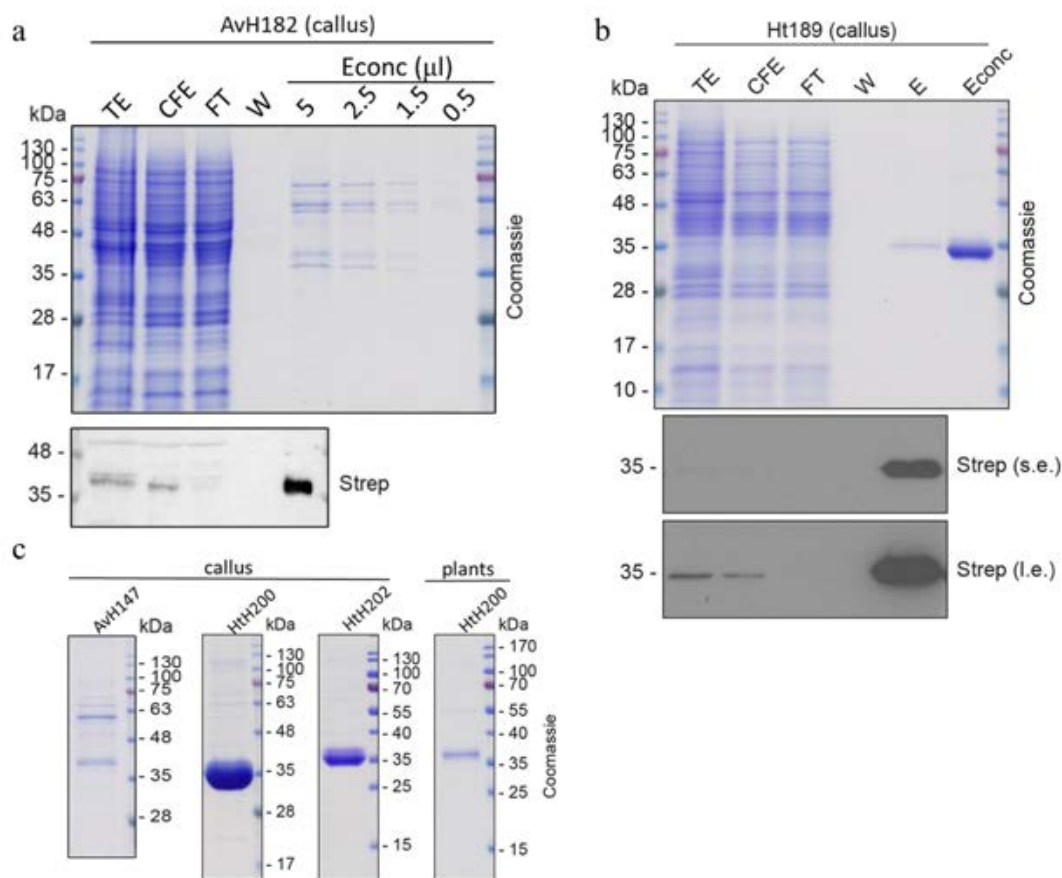 a
AvH182 (callus)
Econc (µl)
kDa TE CFE FT W 5 2.5 1.5 0.5
130 -
100 -
75 -
63 -
48 -
35 -
28 -
17 -
Coomassie
48 -
35 -
Strep
b
Ht189 (callus)
kDa TE CFE FT W E Econc
130 -
100 -
75 -
63 -
48 -
35 -
28 -
17 -
10 -
Coomassie
35 -
Strep (s.e.)
35 -
Strep (l.e.)
c
callus
plants
AvH147
kDa
- 130
- 100
- 75
- 63
- 48
- 35
- 28
HtH200
kDa
- 130
- 100
- 75
- 63
- 48
- 35
- 28
- 17
HtH202
kDa
- 130
- 100
- 70
- 55
- 40
- 35
- 25
- 15
HtH200
kDa
- 170
- 100
- 70
- 55
- 40
- 35
- 25
- 15
Coomassie